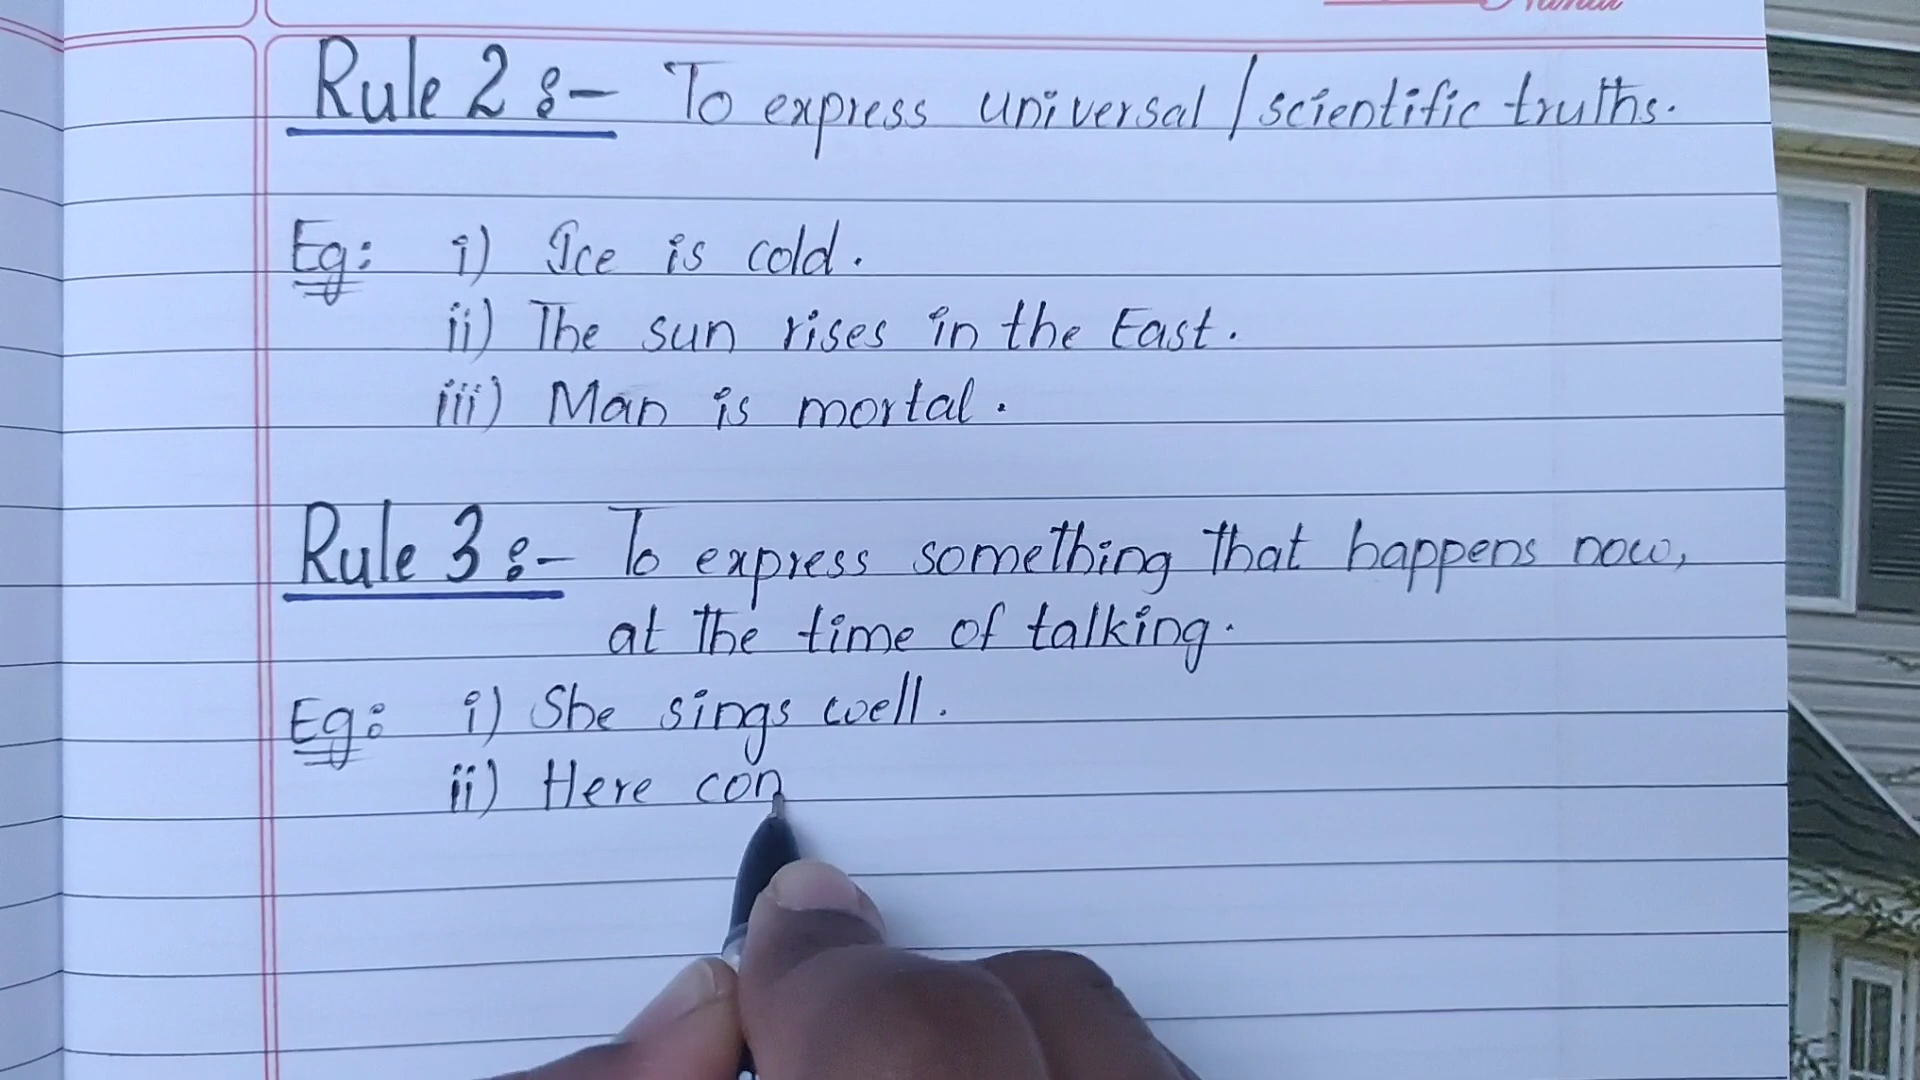 Rule 2 :- To express universal / scientific truths.
Eg: i) Ice is cold.
ii) The sun rises in the East.
iii) Man is mortal.
Rule 3 :- To express something that happens now,
at the time of talking.
Eg: i) She sings well.
ii) Here con